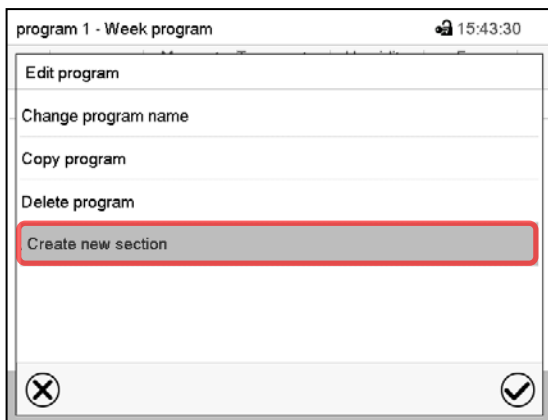 program 1 - Week program 15:43:30
Edit program
Change program name
Copy program
Delete program
Create new section